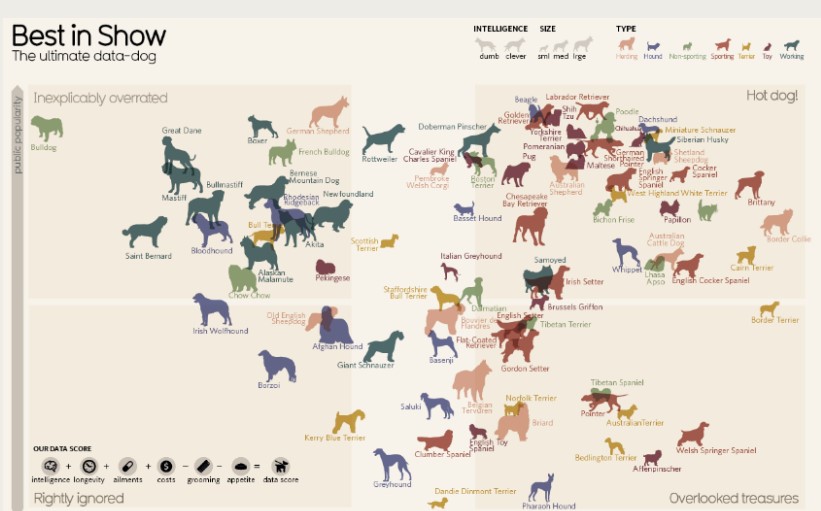 Best in Show
The ultimate data-dog
INTELLIGENCE
dumb clever
SIZE
sml med lrge
TYPE
Herding Hound Non-sporting Sporting Terrier Toy Working
public popularity
Inexplicably overrated
Hot dog!
Bulldog
Great Dane
Boxer
German Shepherd
French Bulldog
Rottweiler
Doberman Pinscher
Beagle
Labrador Retriever
Golden Retriever
Shih Tzu
Poodle
Dachshund
Chihuahua
Miniature Schnauzer
Siberian Husky
Yorkshire Terrier
Pomeranian
Pug
Maltese
German Shorthaired Pointer
Shetland Sheepdog
Cavalier King Charles Spaniel
Boston Terrier
Pembroke Welsh Corgi
Australian Shepherd
English Springer Spaniel
Cocker Spaniel
West Highland White Terrier
Brittany
Mastiff
Bullmastiff
Bernese Mountain Dog
Rhodesian Ridgeback
Newfoundland
Chesapeake Bay Retriever
Basset Hound
Bichon Frise
Papillon
Border Collie
Saint Bernard
Bloodhound
Bull Te
Akita
Scottish Terrier
Australian Cattle Dog
Whippet
Lhasa Apso
English Cocker Spaniel
Cairn Terrier
Alaskan Malamute
Pekingese
Italian Greyhound
Samoyed
Irish Setter
Chow Chow
Staffordshire Bull Terrier
Dalmatian
Brussels Griffon
Border Terrier
Irish Wolfhound
Old English Sheepdog
Afghan Hound
Bouvier des Flandres
English Setter
Tibetan Terrier
Giant Schnauzer
Basenji
Flat-Coated Retriever
Gordon Setter
Borzoi
Belgian Tervuren
Tibetan Spaniel
Saluki
Norfolk Terrier
Pointer
Australian Terrier
Kerry Blue Terrier
Briard
Clumber Spaniel
English Toy Spaniel
Bedlington Terrier
Affenpinscher
Welsh Springer Spaniel
Greyhound
Dandie Dinmont Terrier
Pharaoh Hound
OUR DATA SCORE
intelligence + longevity + ailments + costs - grooming - appetite = data score
Rightly ignored
Overlooked treasures